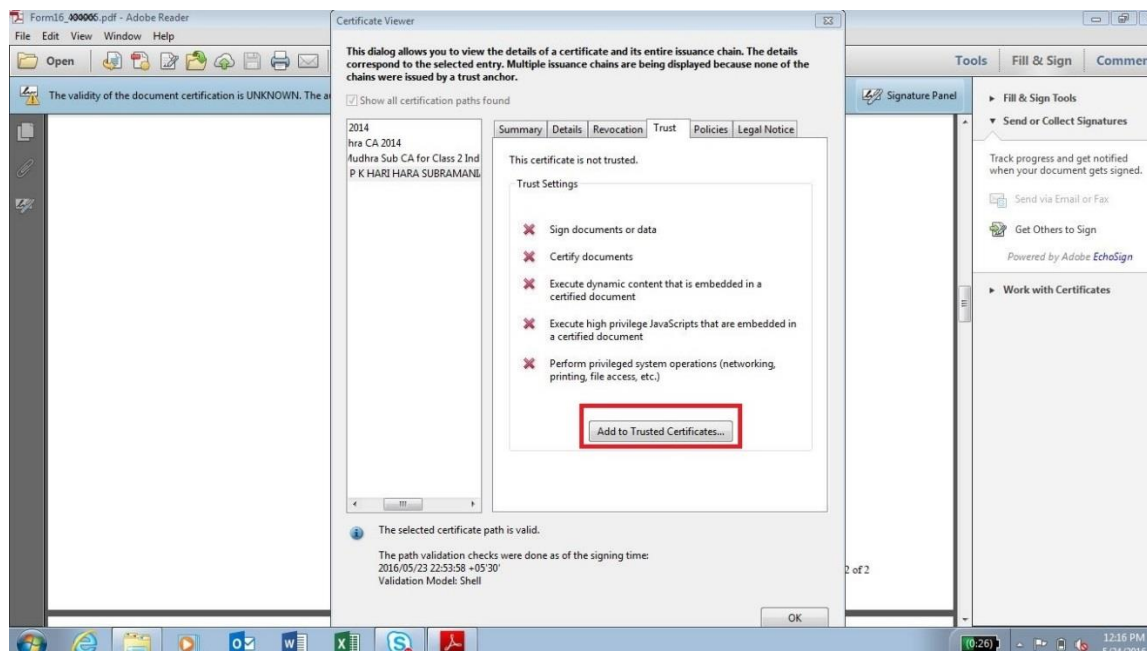 Form16_400006.pdf - Adobe Reader
File Edit View Window Help
Open
Tools Fill & Sign Commen
The validity of the document certification is UNKNOWN. The a
Signature Panel
Certificate Viewer
This dialog allows you to view the details of a certificate and its entire issuance chain. The details
correspond to the selected entry. Multiple issuance chains are being displayed because none of the
chains were issued by a trust anchor.
Show all certification paths found
2014
hra CA 2014
Mudhra Sub CA for Class 2 Ind
P K HARI HARA SUBRAMANI
Summary Details Revocation Trust Policies Legal Notice
This certificate is not trusted.
Trust Settings
Sign documents or data
Certify documents
Execute dynamic content that is embedded in a
certified document
Execute high privilege JavaScripts that are embedded in
a certified document
Perform privileged system operations (networking,
printing, file access, etc.)
Add to Trusted Certificates...
The selected certificate path is valid.
The path validation checks were done as of the signing time:
2016/05/23 22:53:58 +05'30'
Validation Model: Shell
OK
2 of 2
Fill & Sign Tools
Send or Collect Signatures
Track progress and get notified
when your document gets signed.
Send via Email or Fax
Get Others to Sign
Powered by Adobe EchoSign
Work with Certificates
(0:26)
12:16 PM